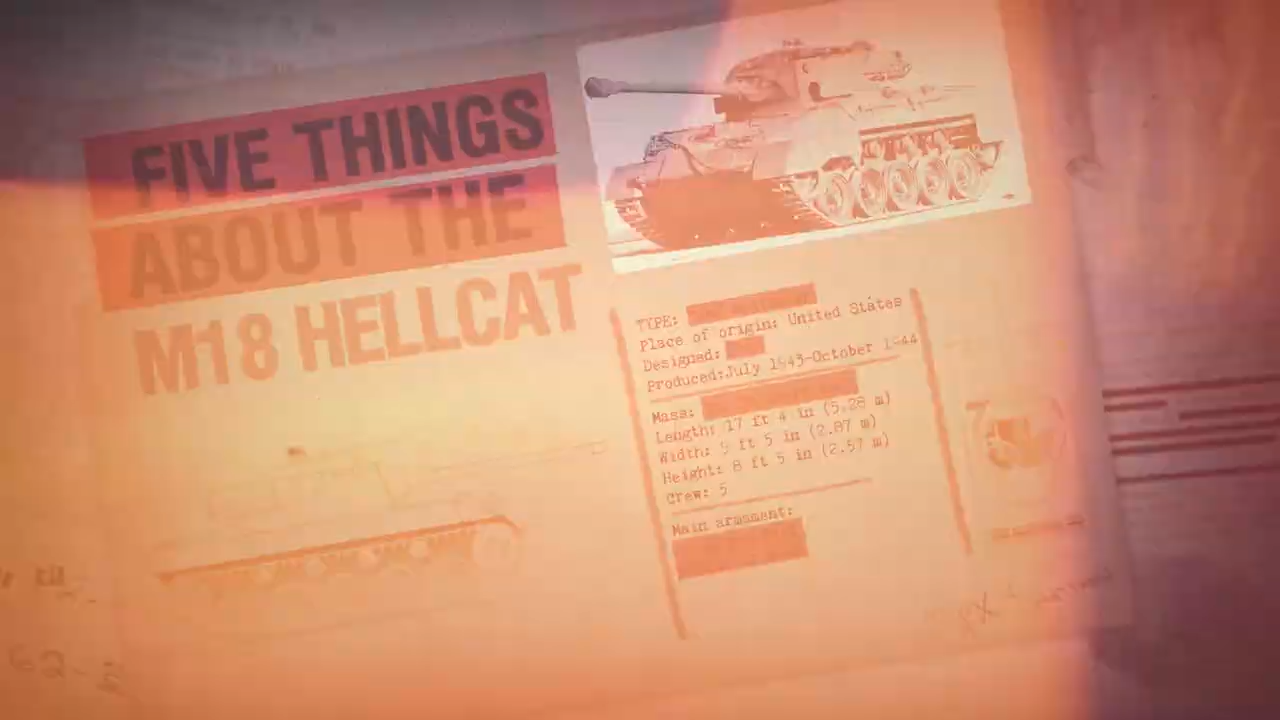 FIVE THINGS
ABOUT THE
M18 HELLCAT
TYPE:
Place of origin: United States
Designed:
Produced:July 1943-October 1944
Mass:
Length: 17 ft 4 in (5.28 m)
Width: 9 ft 5 in (2.87 m)
Height: 8 ft 5 in (2.57 m)
Crew: 5
Main armament: